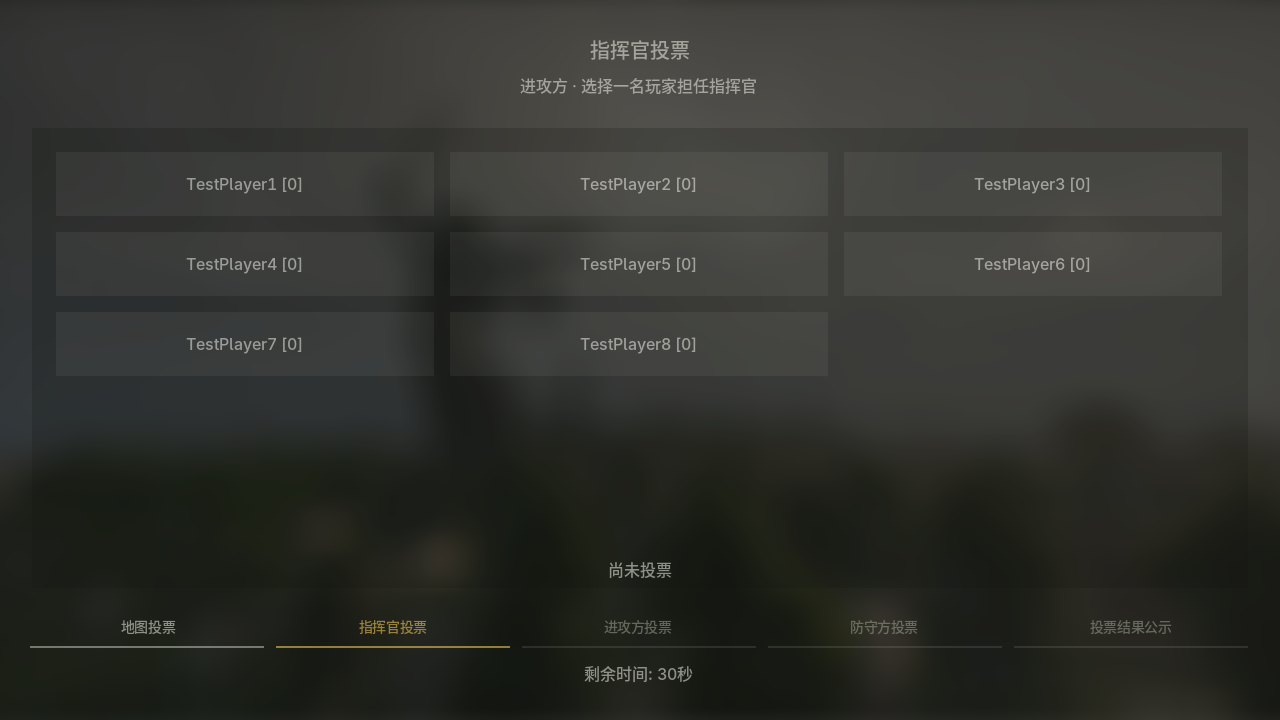 指挥官投票
进攻方 · 选择一名玩家担任指挥官
TestPlayer1 [0]
TestPlayer2 [0]
TestPlayer3 [0]
TestPlayer4 [0]
TestPlayer5 [0]
TestPlayer6 [0]
TestPlayer7 [0]
TestPlayer8 [0]
尚未投票
地图投票
指挥官投票
进攻方投票
防守方投票
投票结果公示
剩余时间: 30秒